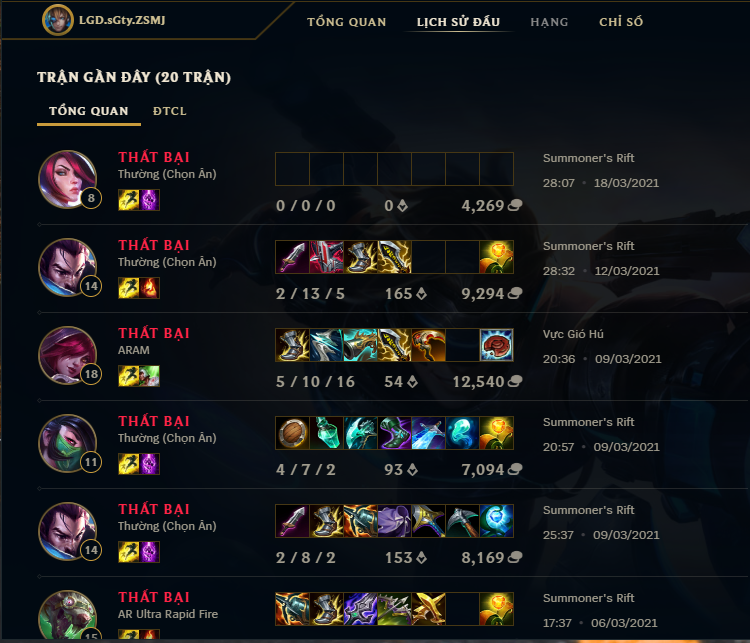 LGD.sGty.ZSMJ
TỔNG QUAN LỊCH SỬ ĐẤU HẠNG CHỈ SỐ
TRẬN GẦN ĐÂY (20 TRẬN)
TỔNG QUAN ĐTCL
THẤT BẠI
Thường (Chọn Ẩn)
8
0 / 0 / 0 0 4,269
Summoner's Rift
28:07 • 18/03/2021
THẤT BẠI
Thường (Chọn Ẩn)
14
2 / 13 / 5 165 9,294
Summoner's Rift
28:32 • 12/03/2021
THẤT BẠI
ARAM
18
5 / 10 / 16 54 12,540
Vực Gió Hú
20:36 • 09/03/2021
THẤT BẠI
Thường (Chọn Ẩn)
11
4 / 7 / 2 93 7,094
Summoner's Rift
20:57 • 09/03/2021
THẤT BẠI
Thường (Chọn Ẩn)
14
2 / 8 / 2 153 8,169
Summoner's Rift
25:37 • 09/03/2021
THẤT BẠI
AR Ultra Rapid Fire
15
Summoner's Rift
17:37 • 06/03/2021